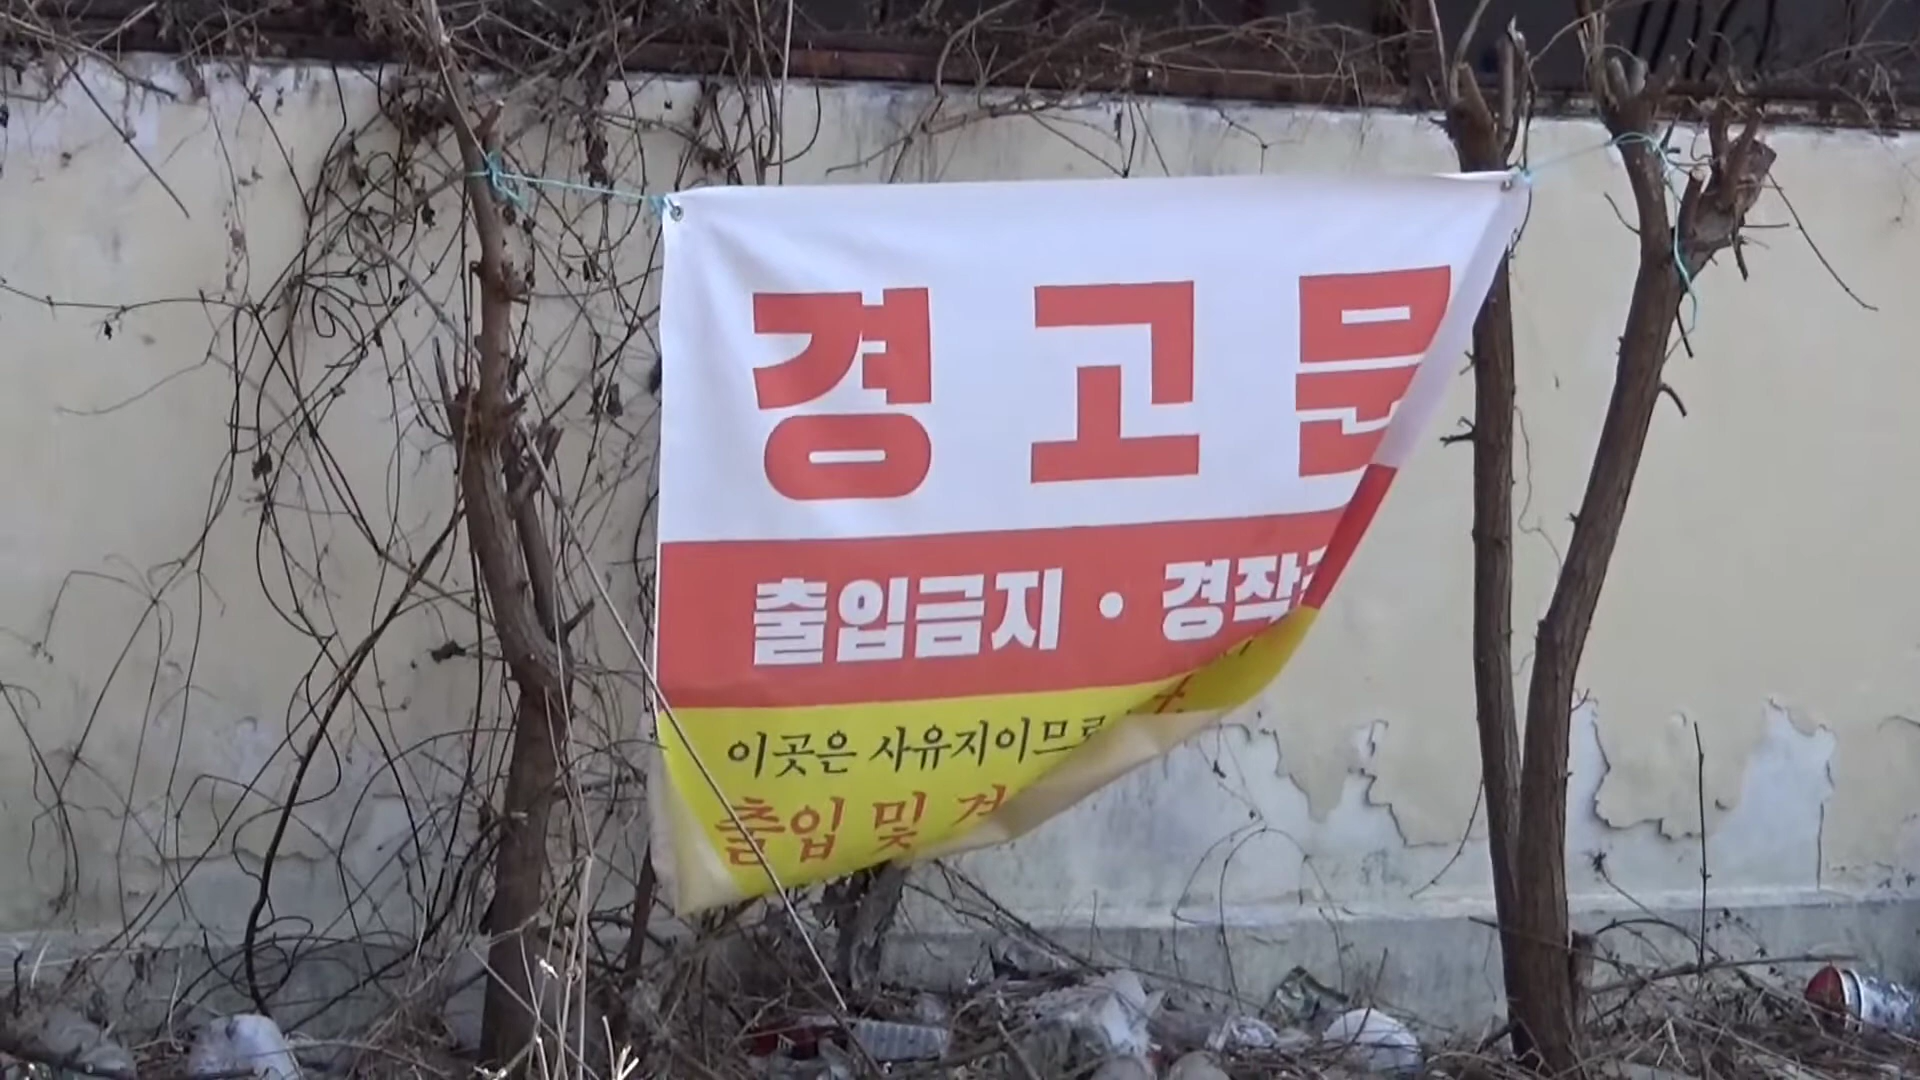 경고문
출입금지·경작
이곳은 사유지이므로
출입 및